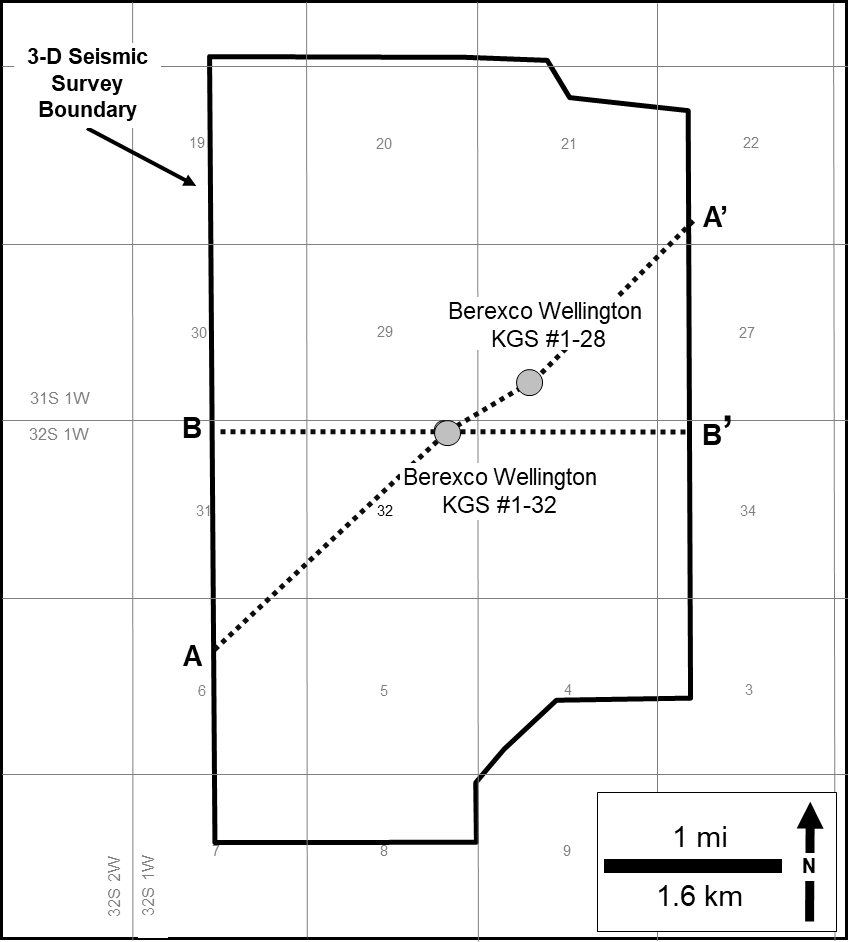 3-D Seismic
Survey
Boundary
19
20
21
22
A’
Berexco Wellington
KGS #1-28
30
29
27
31S 1W
B
B’
32S 1W
Berexco Wellington
KGS #1-32
31
32
34
A
6
5
4
3
1 mi
1.6 km
N
7
8
9
32S 2W
32S 1W